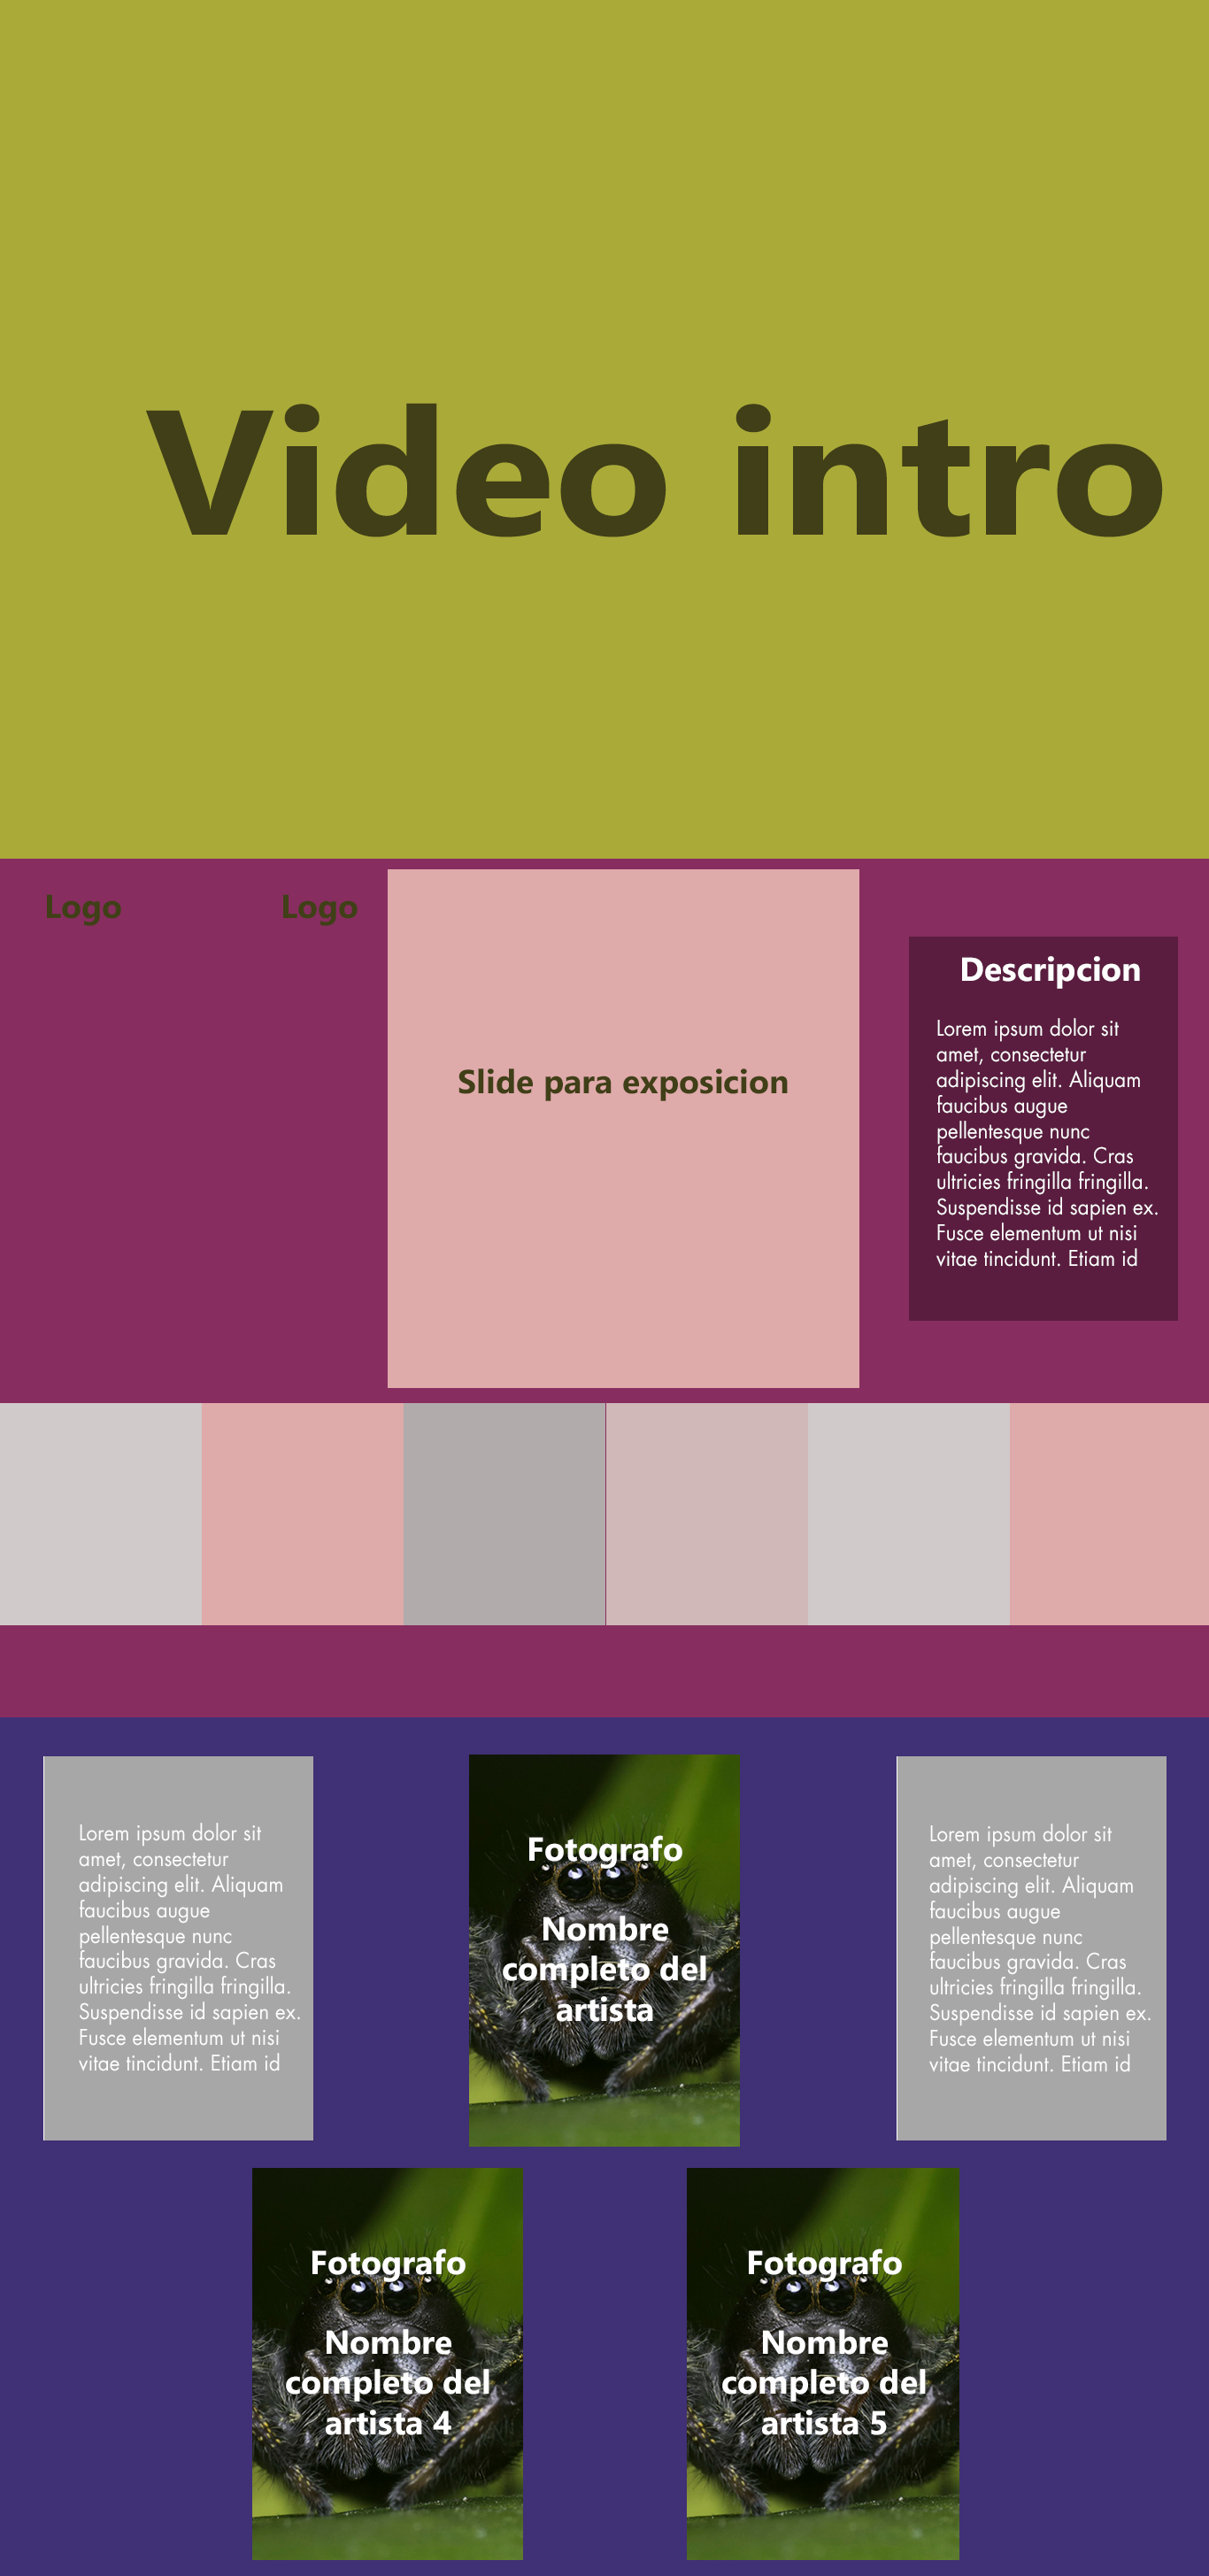 Video intro
Logo
Logo
Slide para exposicion
Descripcion
Lorem ipsum dolor sit
amet, consectetur
adipiscing elit. Aliquam
faucibus augue
pellentesque nunc
faucibus gravida. Cras
ultricies fringilla fringilla.
Suspendisse id sapien ex.
Fusce elementum ut nisi
vitae tincidunt. Etiam id
Lorem ipsum dolor sit
amet, consectetur
adipiscing elit. Aliquam
faucibus augue
pellentesque nunc
faucibus gravida. Cras
ultricies fringilla fringilla.
Suspendisse id sapien ex.
Fusce elementum ut nisi
vitae tincidunt. Etiam id
Fotografo
Nombre
completo del
artista
Lorem ipsum dolor sit
amet, consectetur
adipiscing elit. Aliquam
faucibus augue
pellentesque nunc
faucibus gravida. Cras
ultricies fringilla fringilla.
Suspendisse id sapien ex.
Fusce elementum ut nisi
vitae tincidunt. Etiam id
Fotografo
Nombre
completo del
artista 4
Fotografo
Nombre
completo del
artista 5